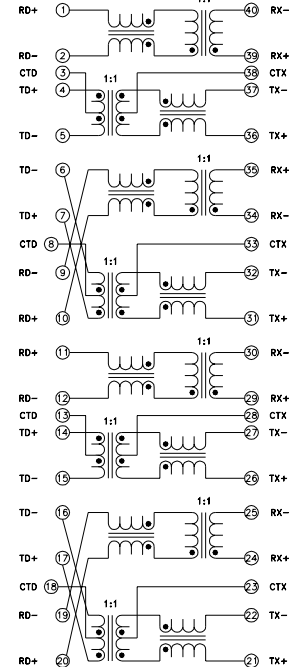 1:1
RD+ 1 40 RX-
RD- 2 39 RX+
CTD 3 1:1 38 CTX
TD+ 4 37 TX-
TD- 5 36 TX+
TD- 6 1:1 35 RX+
TD+ 7 34 RX-
CTD 8 33 CTX
RD- 9 1:1 32 TX-
RD+ 10 31 TX+
1:1
RD+ 11 30 RX-
RD- 12 29 RX+
CTD 13 1:1 28 CTX
TD+ 14 27 TX-
TD- 15 26 TX+
1:1
TD- 16 25 RX-
TD+ 17 24 RX+
CTD 18 23 CTX
RD- 19 1:1 22 TX-
RD+ 20 21 TX+